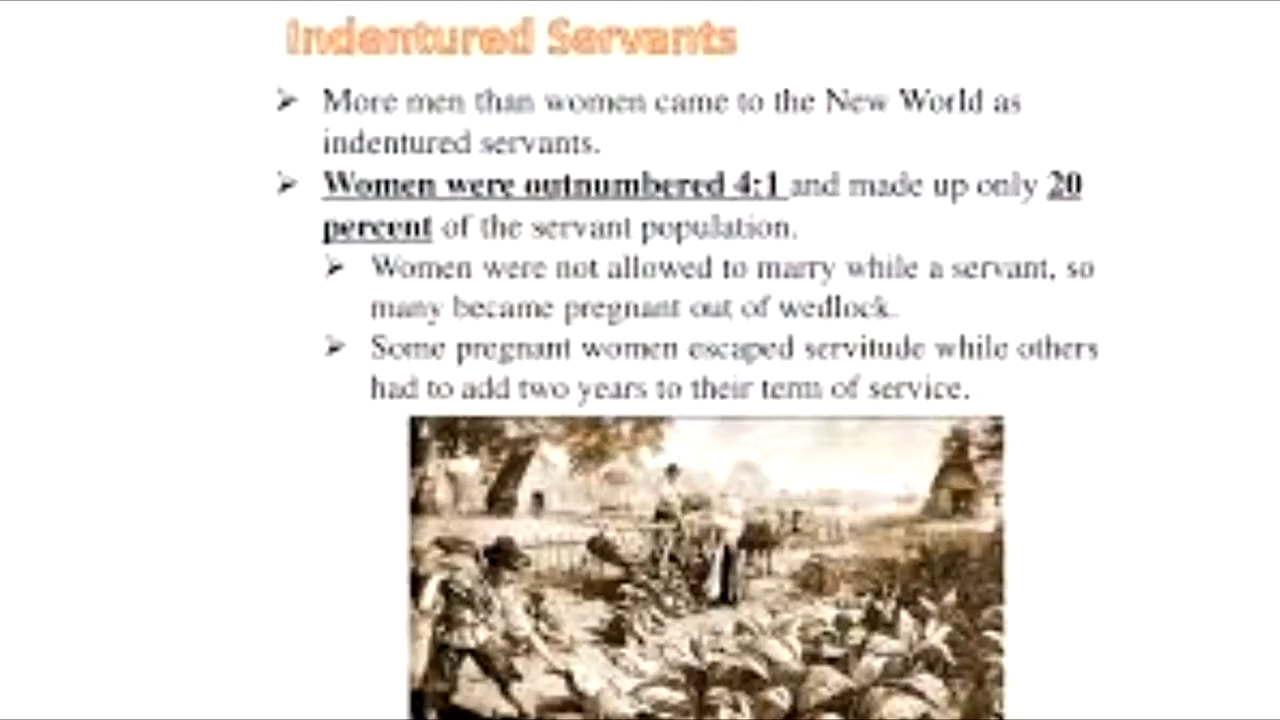 Indentured Servants
➢ More men than women came to the New World as
indentured servants.
➢ Women were outnumbered 4:1 and made up only 20
percent of the servant population.
➢ Women were not allowed to marry while a servant, so
many became pregnant out of wedlock.
➢ Some pregnant women escaped servitude while others
had to add two years to their term of service.